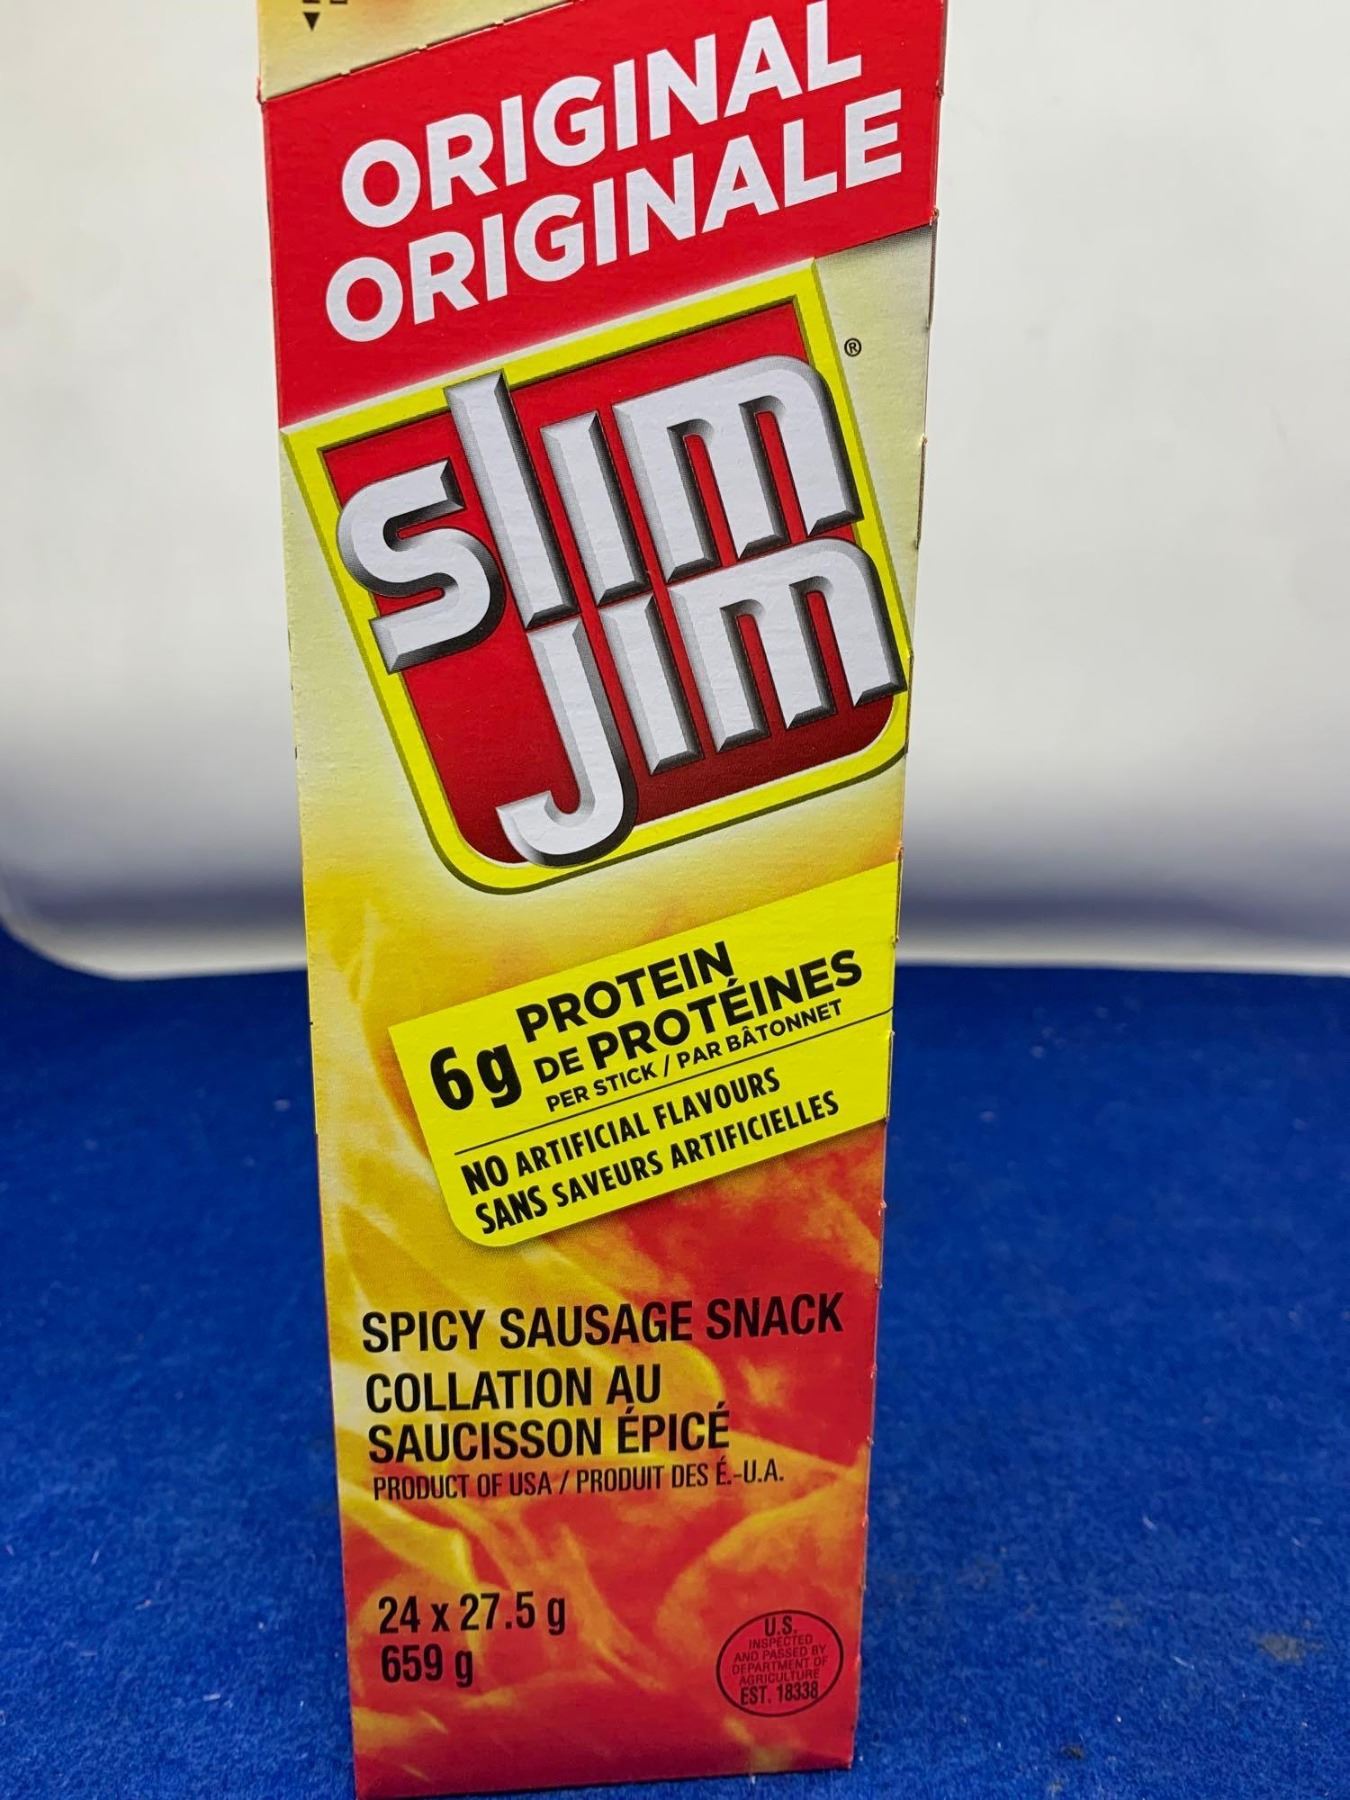 ORIGINAL
ORIGINALE
slim
jim
®
6g PROTEIN
DE PROTÉINES
PER STICK / PAR BÂTONNET
NO ARTIFICIAL FLAVOURS
SANS SAVEURS ARTIFICIELLES
SPICY SAUSAGE SNACK
COLLATION AU
SAUCISSON ÉPICÉ
PRODUCT OF USA / PRODUIT DES É.-U.A.
24 x 27.5 g
659 g
U.S.
INSPECTED
AND PASSED BY
DEPARTMENT OF
AGRICULTURE
EST. 18338